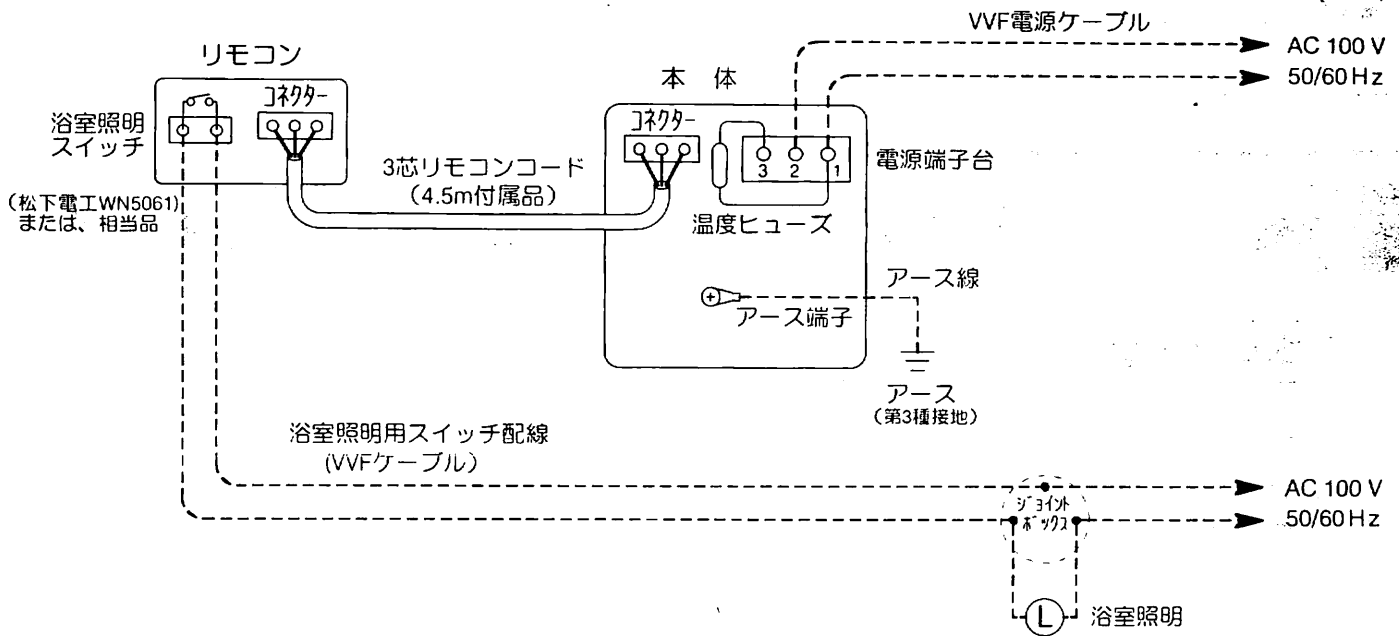 VVF電源ケーブル
AC 100 V
50/60 Hz
リモコン
コネクター
浴室照明
スイッチ
(松下電工WN5061)
または、相当品
3芯リモコンコード
(4.5m付属品)
本 体
コネクター
3 2 1
電源端子台
温度ヒューズ
アース線
アース端子
アース
(第3種接地)
浴室照明用スイッチ配線
(VVFケーブル)
ジョイント
ボックス
AC 100 V
50/60 Hz
L
浴室照明